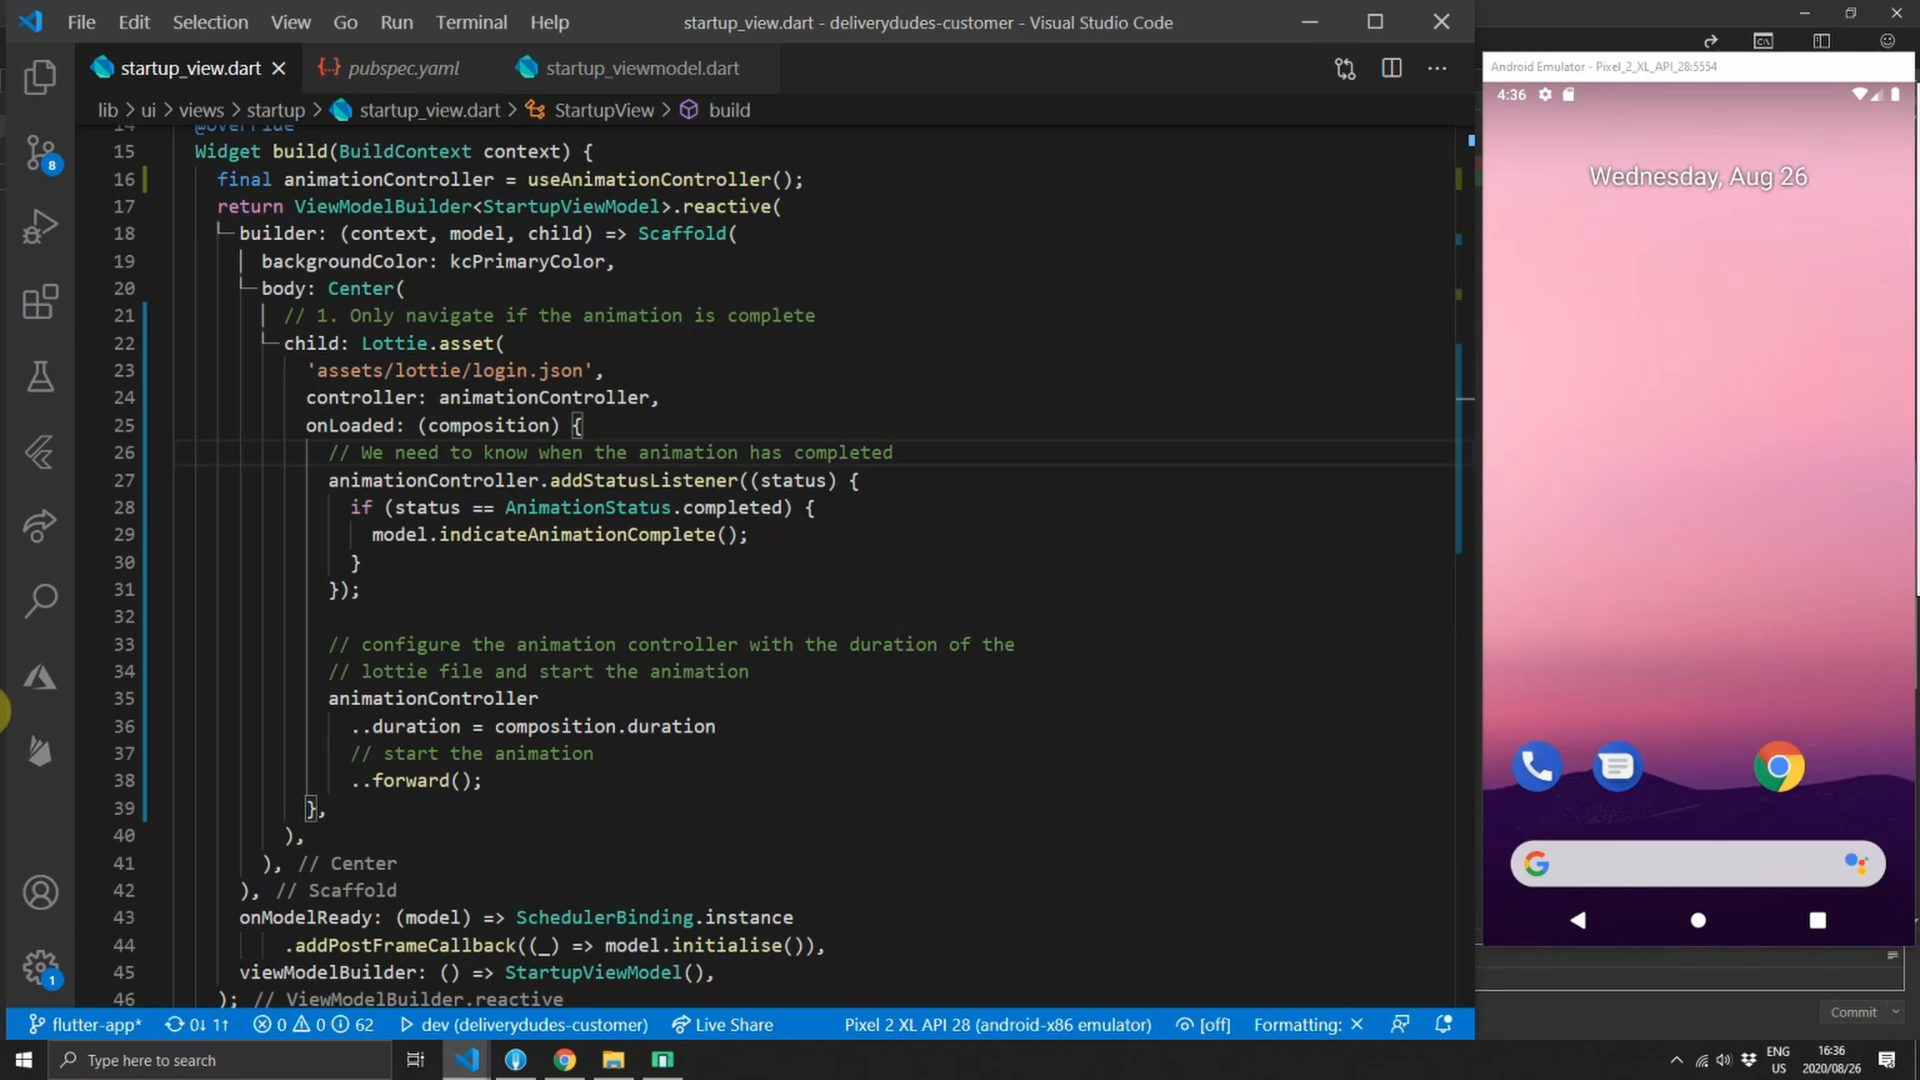 File Edit Selection View Go Run Terminal Help
startup_view.dart - deliverydudes-customer - Visual Studio Code
startup_view.dart
pubspec.yaml
startup_viewmodel.dart
lib > ui > views > startup > startup_view.dart > StartupView > build
14 @override
15 Widget build(BuildContext context) {
16 final animationController = useAnimationController();
17 return ViewModelBuilder<StartupViewModel>.reactive(
18 builder: (context, model, child) => Scaffold(
19 backgroundColor: kcPrimaryColor,
20 body: Center(
21 // 1. Only navigate if the animation is complete
22 child: Lottie.asset(
23 'assets/lottie/login.json',
24 controller: animationController,
25 onLoaded: (composition) {
26 // We need to know when the animation has completed
27 animationController.addStatusListener((status) {
28 if (status == AnimationStatus.completed) {
29 model.indicateAnimationComplete();
30 }
31 });
32
33 // configure the animation controller with the duration of the
34 // lottie file and start the animation
35 animationController
36 ..duration = composition.duration
37 // start the animation
38 ..forward();
39 },
40 ),
41 ), // Center
42 ), // Scaffold
43 onModelReady: (model) => SchedulerBinding.instance
44 .addPostFrameCallback((_) => model.initialise()),
45 viewModelBuilder: () => StartupViewModel(),
46 ); // ViewModelBuilder.reactive
8
1
flutter-app* 0↓ 1↑ 0 0 62 dev (deliverydudes-customer) Live Share
Pixel 2 XL API 28 (android-x86 emulator) [off] Formatting: ×
Android Emulator - Pixel_2_XL_API_28:5554
4:36
Wednesday, Aug 26
Commit
Type here to search
ENG
US
16:36
2020/08/26